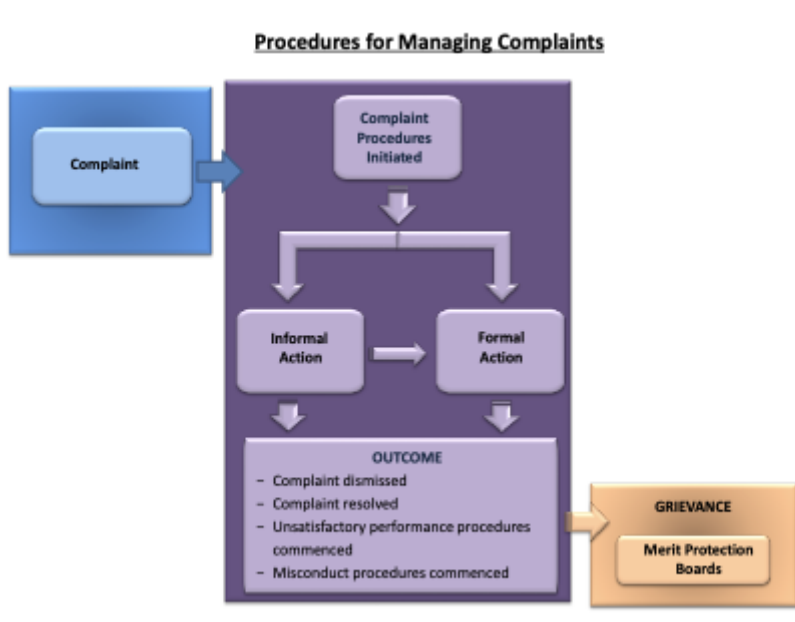 Procedures for Managing Complaints
Complaint
Complaint
Procedures
Initiated
Informal
Action
Formal
Action
OUTCOME
– Complaint dismissed
– Complaint resolved
– Unsatisfactory performance procedures
commenced
– Misconduct procedures commenced
GRIEVANCE
Merit Protection
Boards